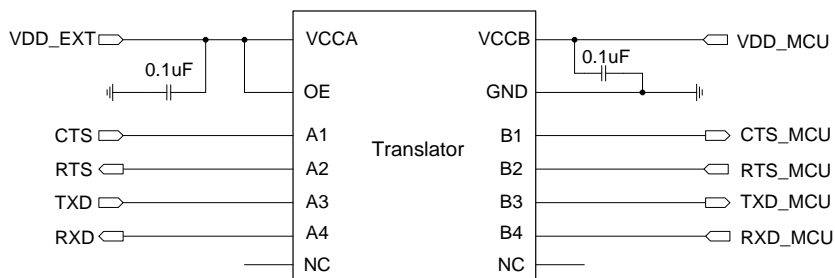 VDD_EXT VCCA VCCB VDD_MCU
0.1uF 0.1uF
OE GND
CTS A1 B1 CTS_MCU
RTS A2 Translator B2 RTS_MCU
TXD A3 B3 TXD_MCU
RXD A4 B4 RXD_MCU
NC NC